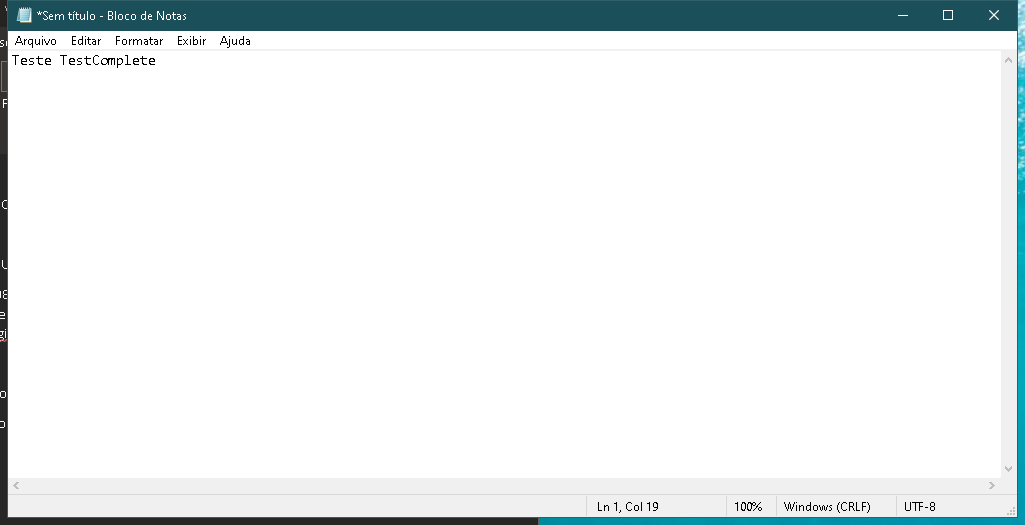 *Sem título - Bloco de Notas
Arquivo Editar Formatar Exibir Ajuda
Teste TestComplete
Ln 1, Col 19 100% Windows (CRLF) UTF-8